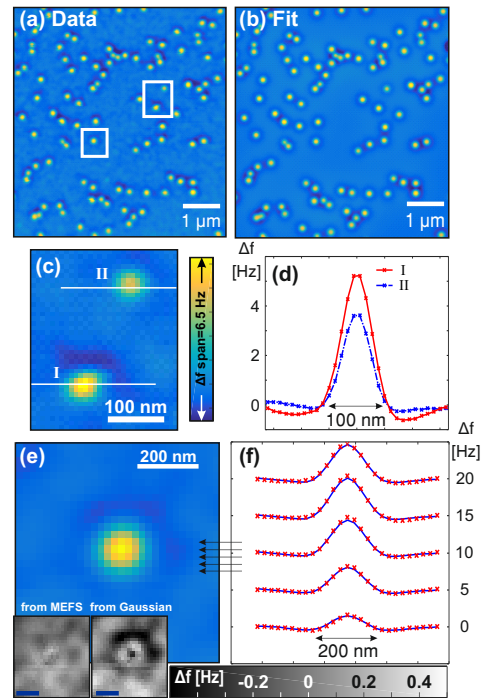 (a) Data
1 µm
(b) Fit
1 µm
(c)
II
I
100 nm
Δf span=6.5 Hz
Δf
[Hz]
(d)
I
II
4
2
0
100 nm
(e)
200 nm
from MEFS
from Gaussian
Δf
[Hz]
(f)
20
15
10
5
0
200 nm
Δf [Hz]
-0.2
0
0.2
0.4